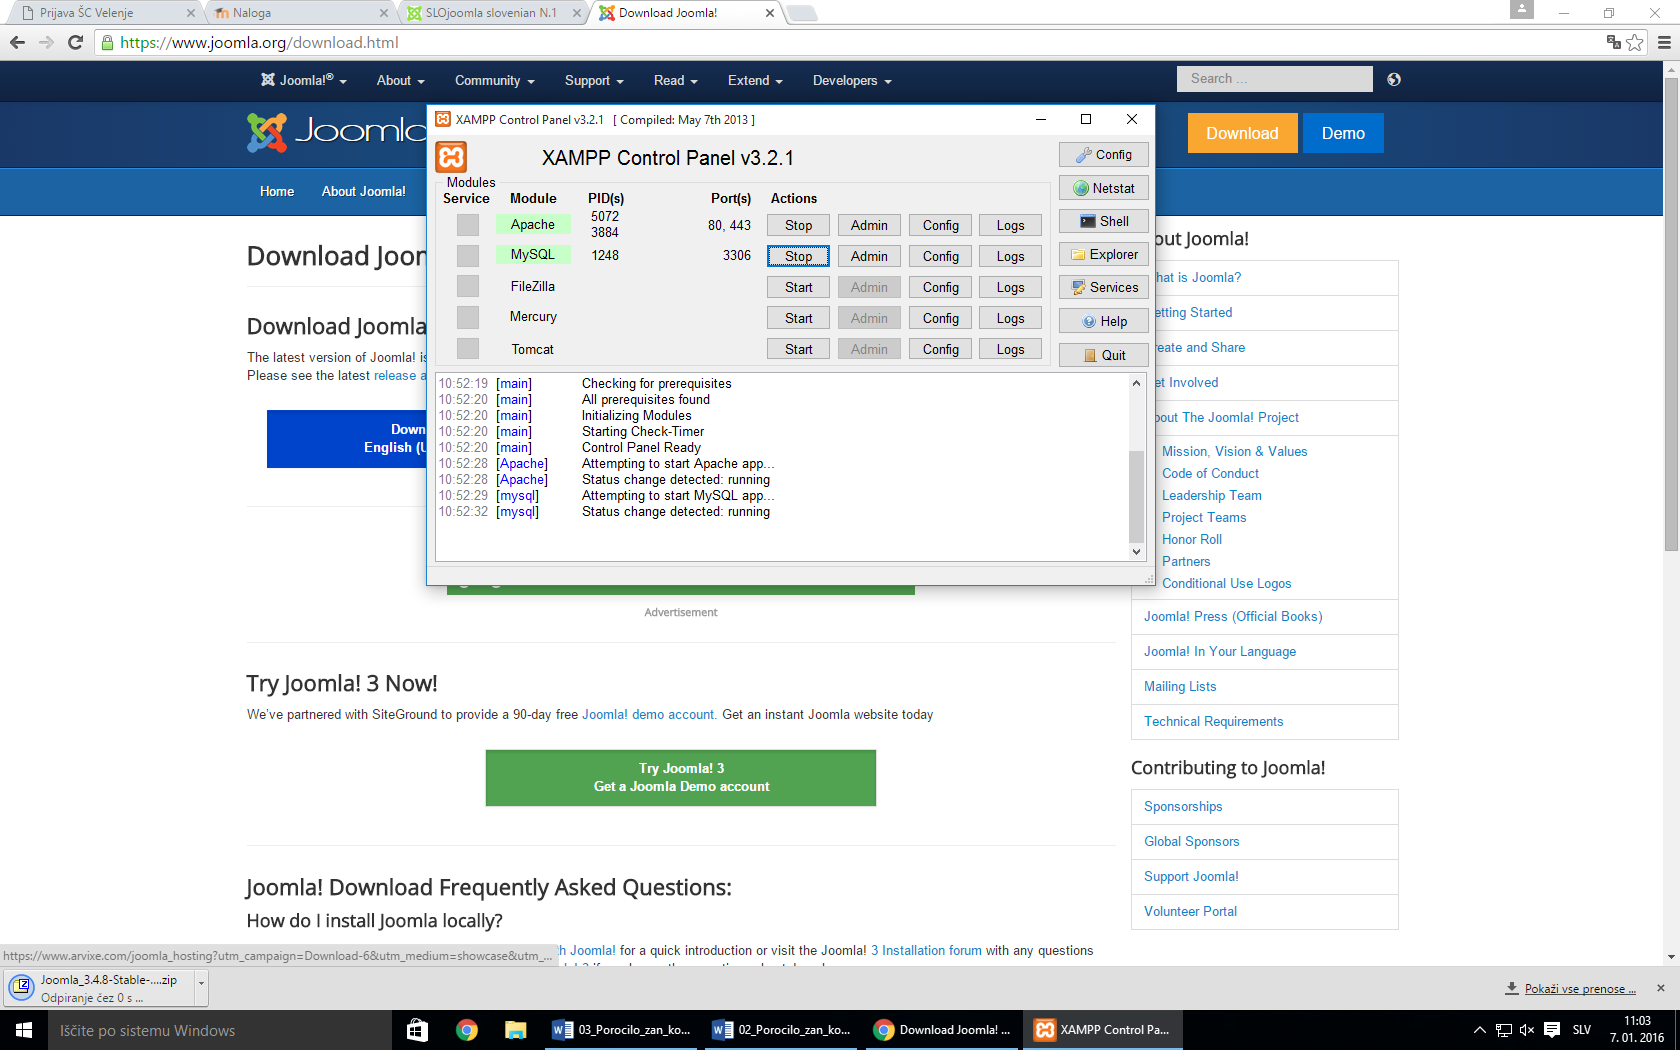 Prijava ŠC Velenje
Naloga
SLOjoomla slovenian N.1
Download Joomla!
https://www.joomla.org/download.html
Joomla!®
About
Community
Support
Read
Extend
Developers
Search ...
Download
Demo
Home
About Joomla!
XAMPP Control Panel v3.2.1 [ Compiled: May 7th 2013 ]
XAMPP Control Panel v3.2.1
Config
Netstat
Shell
Explorer
Services
Help
Quit
Modules
Service Module PID(s) Port(s) Actions
Apache 5072 3884 80, 443 Stop Admin Config Logs
MySQL 1248 3306 Stop Admin Config Logs
FileZilla Start Admin Config Logs
Mercury Start Admin Config Logs
Tomcat Start Admin Config Logs
10:52:19 [main] Checking for prerequisites
10:52:20 [main] All prerequisites found
10:52:20 [main] Initializing Modules
10:52:20 [main] Starting Check-Timer
10:52:20 [main] Control Panel Ready
10:52:28 [Apache] Attempting to start Apache app...
10:52:28 [Apache] Status change detected: running
10:52:29 [mysql] Attempting to start MySQL app...
10:52:32 [mysql] Status change detected: running
Download Joom
Download Joomla
The latest version of Joomla! is
Please see the latest release a
Down
English (U
Advertisement
Try Joomla! 3 Now!
We've partnered with SiteGround to provide a 90-day free Joomla! demo account. Get an instant Joomla website today
Try Joomla! 3
Get a Joomla Demo account
Joomla! Download Frequently Asked Questions:
How do I install Joomla locally?
h Joomla! for a quick introduction or visit the Joomla! 3 Installation forum with any questions
out Joomla!
hat is Joomla?
tting Started
eate and Share
et Involved
out The Joomla! Project
Mission, Vision & Values
Code of Conduct
Leadership Team
Project Teams
Honor Roll
Partners
Conditional Use Logos
Joomla! Press (Official Books)
Joomla! In Your Language
Mailing Lists
Technical Requirements
Contributing to Joomla!
Sponsorships
Global Sponsors
Support Joomla!
Volunteer Portal
https://www.arvixe.com/joomla_hosting?utm_campaign=Download-6&utm_medium=showcase&utm_...
Joomla_3.4.8-Stable-....zip
Odpiranje čez 0 s ...
Pokaži vse prenose ...
Iščite po sistemu Windows
03_Porocilo_zan_ko...
02_Porocilo_zan_ko...
Download Joomla! ...
XAMPP Control Pa...
SLV
11:03
7. 01. 2016